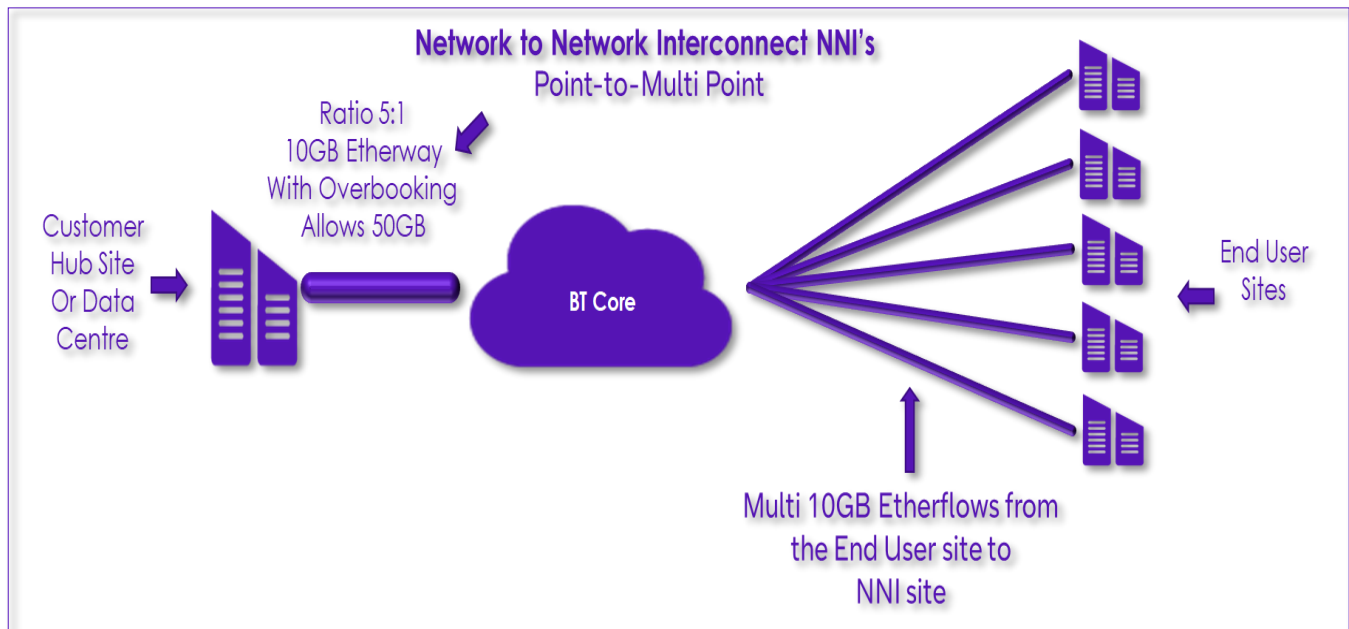 Network to Network Interconnect NNI's
Point-to-Multi Point
Ratio 5:1
10GB Etherway
With Overbooking
Allows 50GB
Customer
Hub Site
Or Data
Centre
BT Core
End User
Sites
Multi 10GB Etherflows from
the End User site to
NNI site